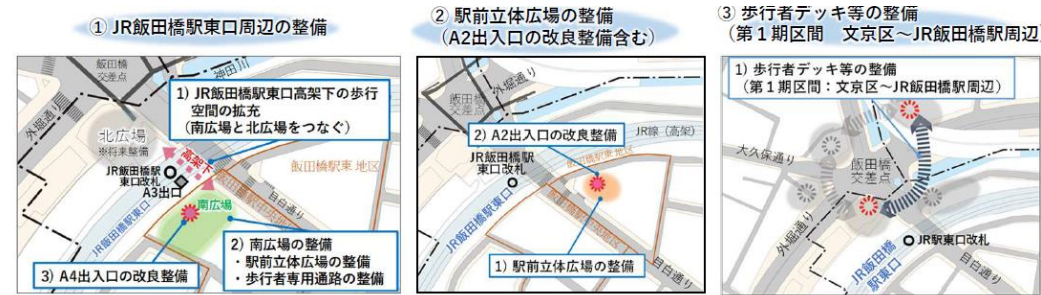 ① JR飯田橋駅東口周辺の整備
飯田橋
交差点
神田川
外堀通り
1) JR飯田橋駅東口高架下の歩行
空間の拡充
(南広場と北広場をつなぐ)
北広場
※将来整備
高架下
飯田橋駅東地区
JR飯田橋駅
東口改札
A3出口
目白通り
南広場
JR飯田橋駅東口
2) 南広場の整備
・駅前立体広場の整備
・歩行者専用通路の整備
3) A4出入口の改良整備
② 駅前立体広場の整備
(A2出入口の改良整備含む)
外堀通り
飯田橋
交差点
2) A2出入口の改良整備
JR線(高架)
JR飯田橋駅
東口改札
飯田橋駅東地区
JR飯田橋駅東口
目白通り
1) 駅前立体広場の整備
③ 歩行者デッキ等の整備
(第1期区間 文京区~JR飯田橋駅周辺)
1) 歩行者デッキ等の整備
(第1期区間:文京区~JR飯田橋駅周辺)
大久保通り
飯田橋
交差点
外堀通り
JR駅東口改札
目白通り
JR飯田橋
駅東口